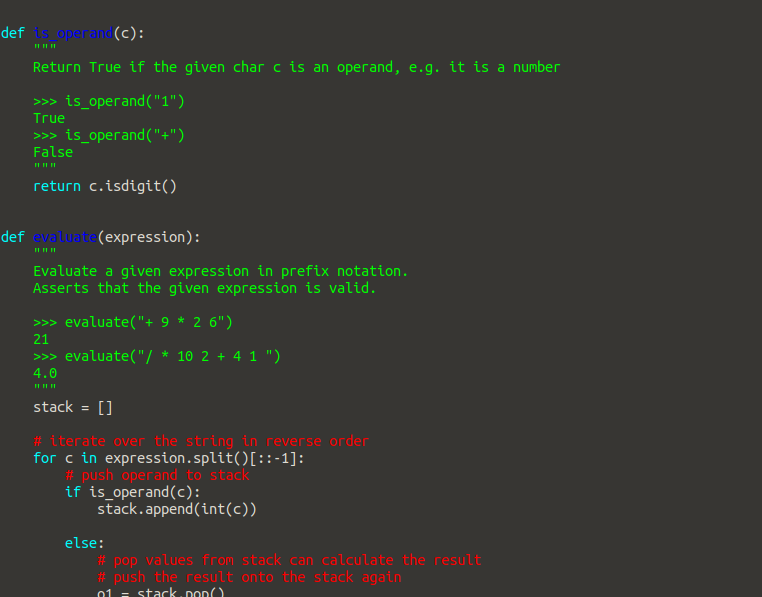 def is_operand(c):
    """
    Return True if the given char c is an operand, e.g. it is a number

    >>> is_operand("1")
    True
    >>> is_operand("+")
    False
    """
    return c.isdigit()


def evaluate(expression):
    """
    Evaluate a given expression in prefix notation.
    Asserts that the given expression is valid.

    >>> evaluate("+ 9 * 2 6")
    21
    >>> evaluate("/ * 10 2 + 4 1 ")
    4.0
    """
    stack = []

    # iterate over the string in reverse order
    for c in expression.split()[::-1]:
        # push operand to stack
        if is_operand(c):
            stack.append(int(c))

        else:
            # pop values from stack can calculate the result
            # push the result onto the stack again
            o1 = stack.pop()